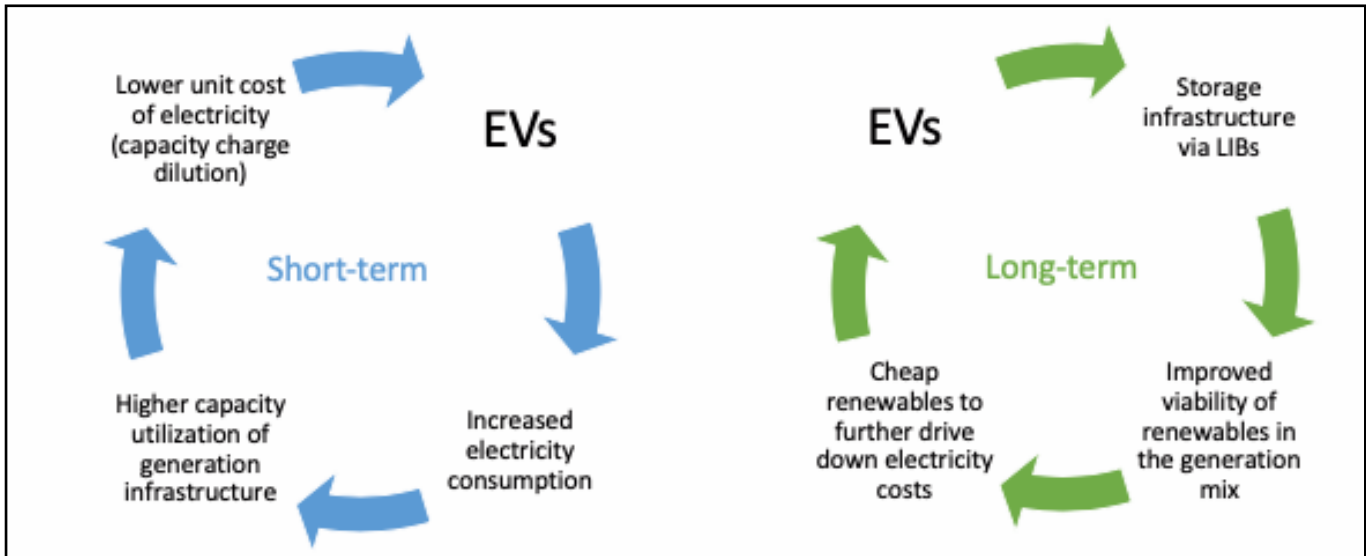 Lower unit cost
of electricity
(capacity charge
dilution)
EVs
Short-term
Higher capacity
utilization of
generation
infrastructure
Increased
electricity
consumption
EVs
Storage
infrastructure
via LIBs
Long-term
Cheap
renewables to
further drive
down electricity
costs
Improved
viability of
renewables in
the generation
mix